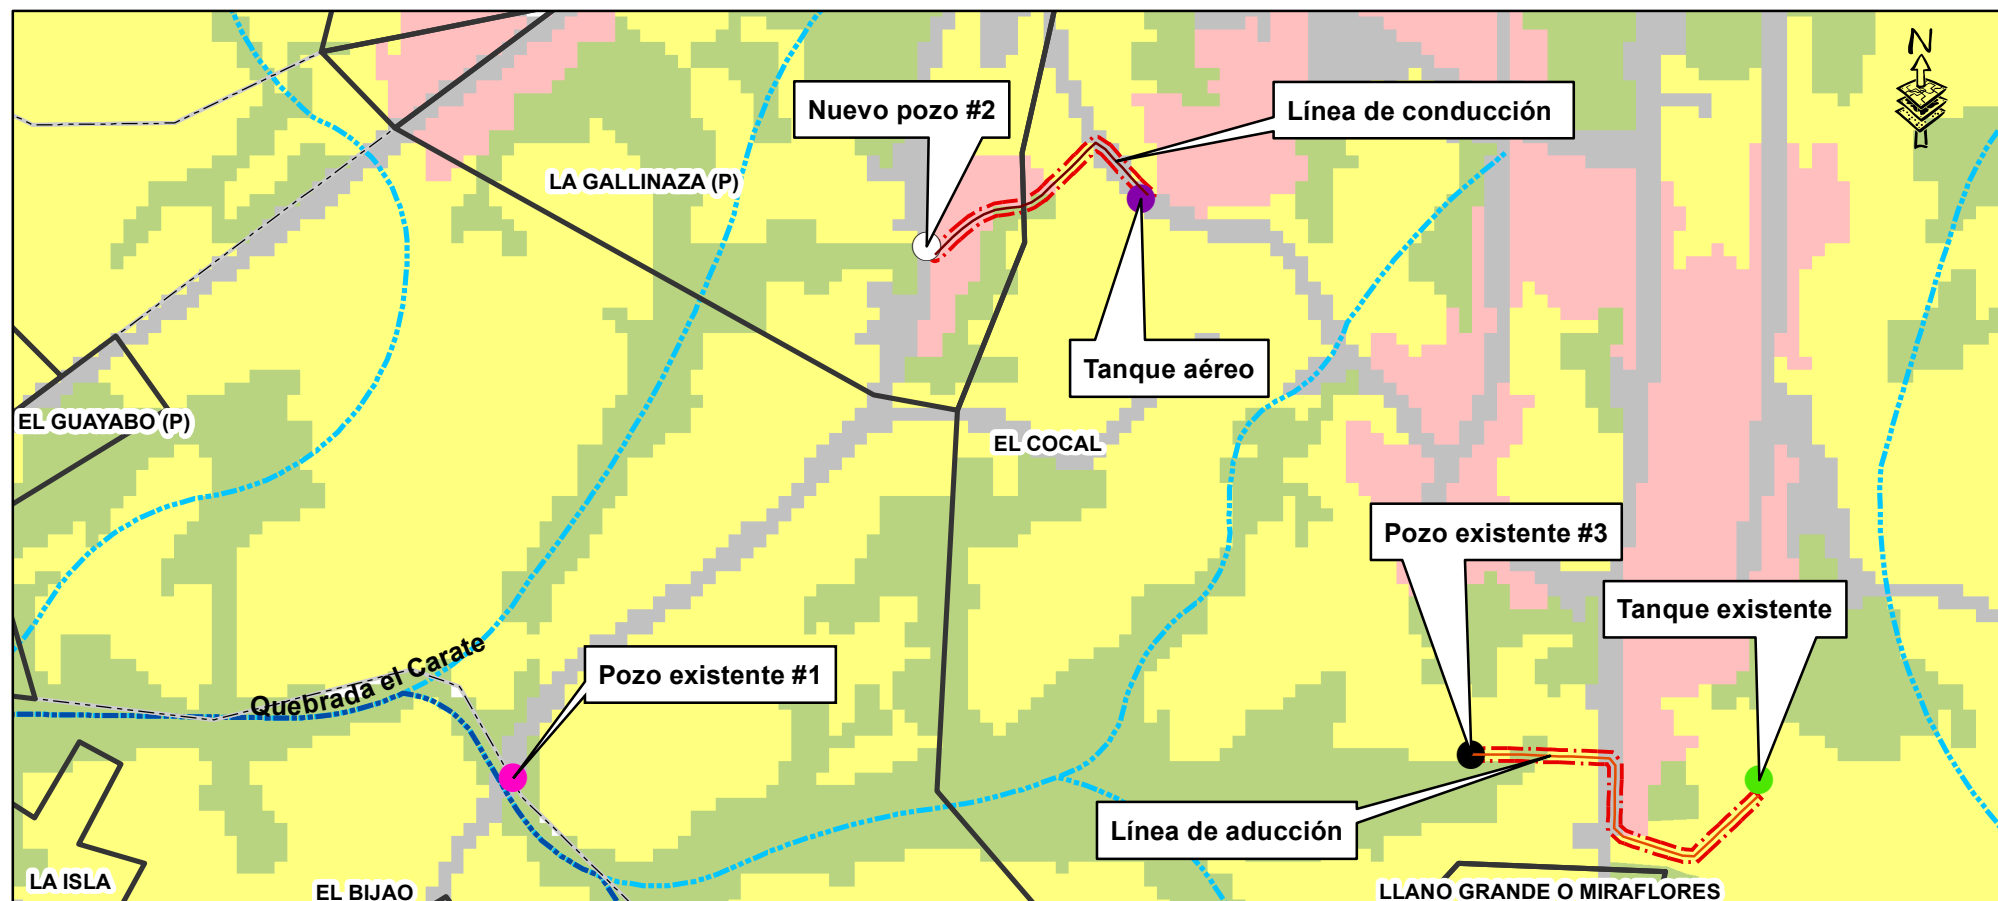 N
Nuevo pozo #2
Línea de conducción
LA GALLINAZA (P)
Tanque aéreo
EL GUAYABO (P)
EL COCAL
Pozo existente #3
Tanque existente
Quebrada el Carate
Pozo existente #1
Línea de aducción
LA ISLA
EL BIJAO
LLANO GRANDE O MIRAFLORES